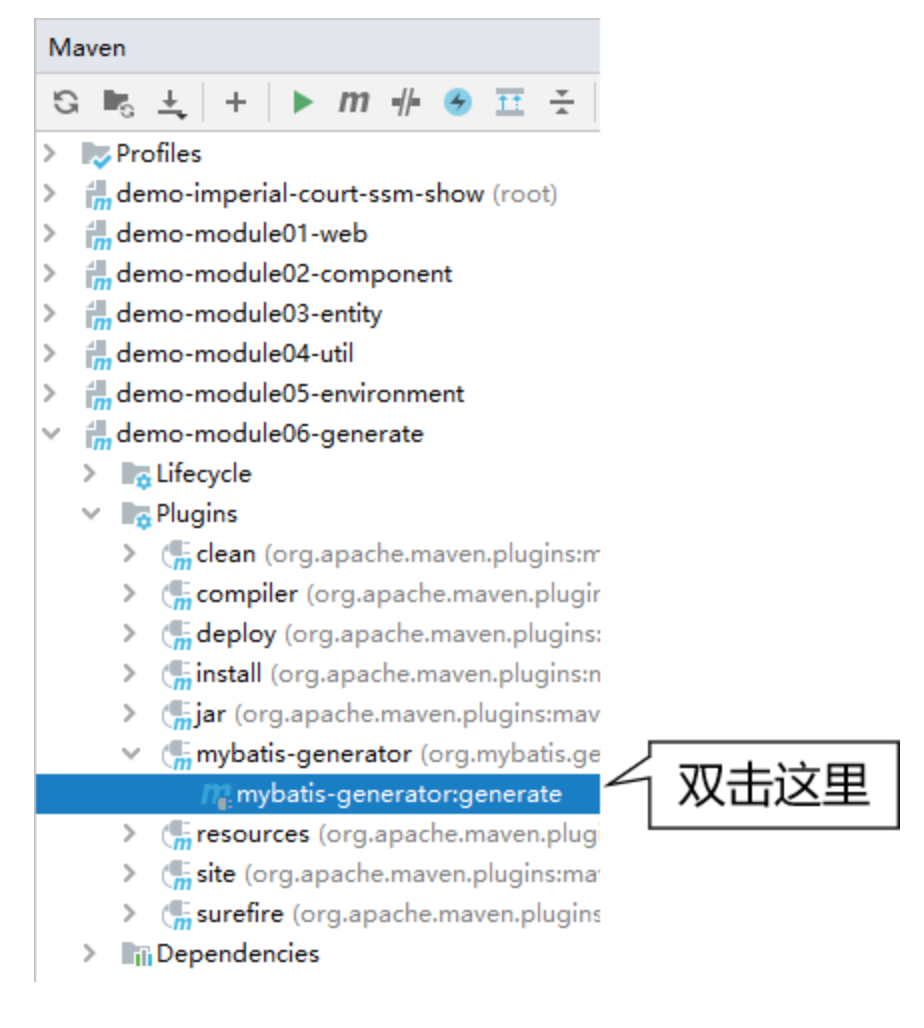 Maven
Profiles
demo-imperial-court-ssm-show (root)
demo-module01-web
demo-module02-component
demo-module03-entity
demo-module04-util
demo-module05-environment
demo-module06-generate
Lifecycle
Plugins
clean (org.apache.maven.plugins:m
compiler (org.apache.maven.plugin
deploy (org.apache.maven.plugins:
install (org.apache.maven.plugins:n
jar (org.apache.maven.plugins:mav
mybatis-generator (org.mybatis.ge
mybatis-generator:generate
双击这里
resources (org.apache.maven.plug
site (org.apache.maven.plugins:ma
surefire (org.apache.maven.plugins
Dependencies